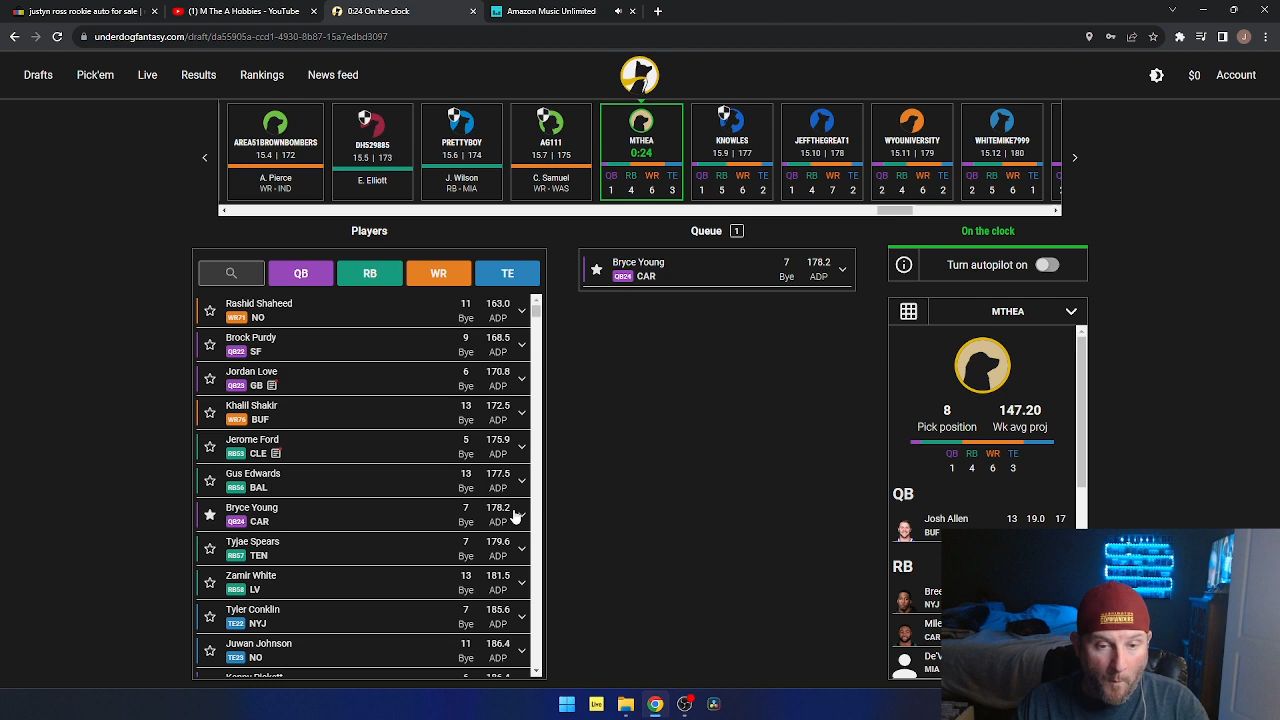 justyn ross rookie auto for sale |
(1) M The A Hobbies - YouTube
0:24 On the clock
Amazon Music Unlimited
underdogfantasy.com/draft/da55905a-ccd1-4930-8b87-15a7edbd3097
J
Drafts
Pick'em
Live
Results
Rankings
News feed
$0
Account
AREA51BROWNBOMBERS
15.4 | 172
A. Pierce
WR - IND
DH529885
15.5 | 173
E. Elliott
PRETTYBOY
15.6 | 174
J. Wilson
RB - MIA
AG111
15.7 | 175
C. Samuel
WR - WAS
MTHEA
0:24
QB RB WR TE
1 4 6 3
KNOWLES
15.9 | 177
QB RB WR TE
1 5 6 2
JEFFTHEGREAT1
15.10 | 178
QB RB WR TE
1 4 7 2
WYOUNIVERSITY
15.11 | 179
QB RB WR TE
2 4 6 2
WHITEMIKE7999
15.12 | 180
QB RB WR TE
2 5 6 1
Players
QB
RB
WR
TE
Rashid Shaheed 11 163.0
WR71 NO Bye ADP
Brock Purdy 9 168.5
QB22 SF Bye ADP
Jordan Love 6 170.8
QB23 GB Bye ADP
Khalil Shakir 13 172.5
WR76 BUF Bye ADP
Jerome Ford 5 175.9
RB53 CLE Bye ADP
Gus Edwards 13 177.5
RB56 BAL Bye ADP
Bryce Young 7 178.2
QB24 CAR Bye ADP
Tyjae Spears 7 179.6
RB57 TEN Bye ADP
Zamir White 13 181.5
RB58 LV Bye ADP
Tyler Conklin 7 185.6
TE22 NYJ Bye ADP
Juwan Johnson 11 186.4
TE23 NO Bye ADP
Queue 1
Bryce Young 7 178.2
QB24 CAR Bye ADP
On the clock
Turn autopilot on
MTHEA
8 147.20
Pick position Wk avg proj
QB RB WR TE
1 4 6 3
QB
Josh Allen 13 19.0 17
BUF
RB
Bree
NYJ
Mile
CAR
De'V
MIA
WASHINGTON
COMMANDERS
Live